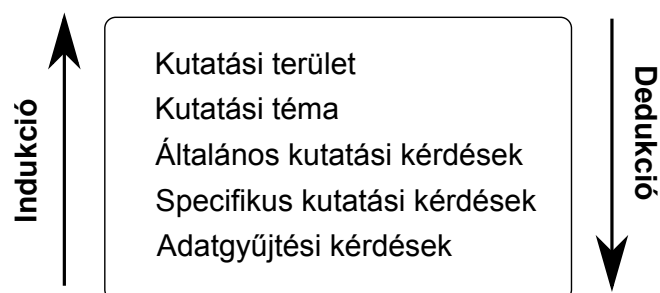 Indukció
Kutatási terület
Kutatási téma
Általános kutatási kérdések
Specifikus kutatási kérdések
Adatgyűjtési kérdések
Dedukció